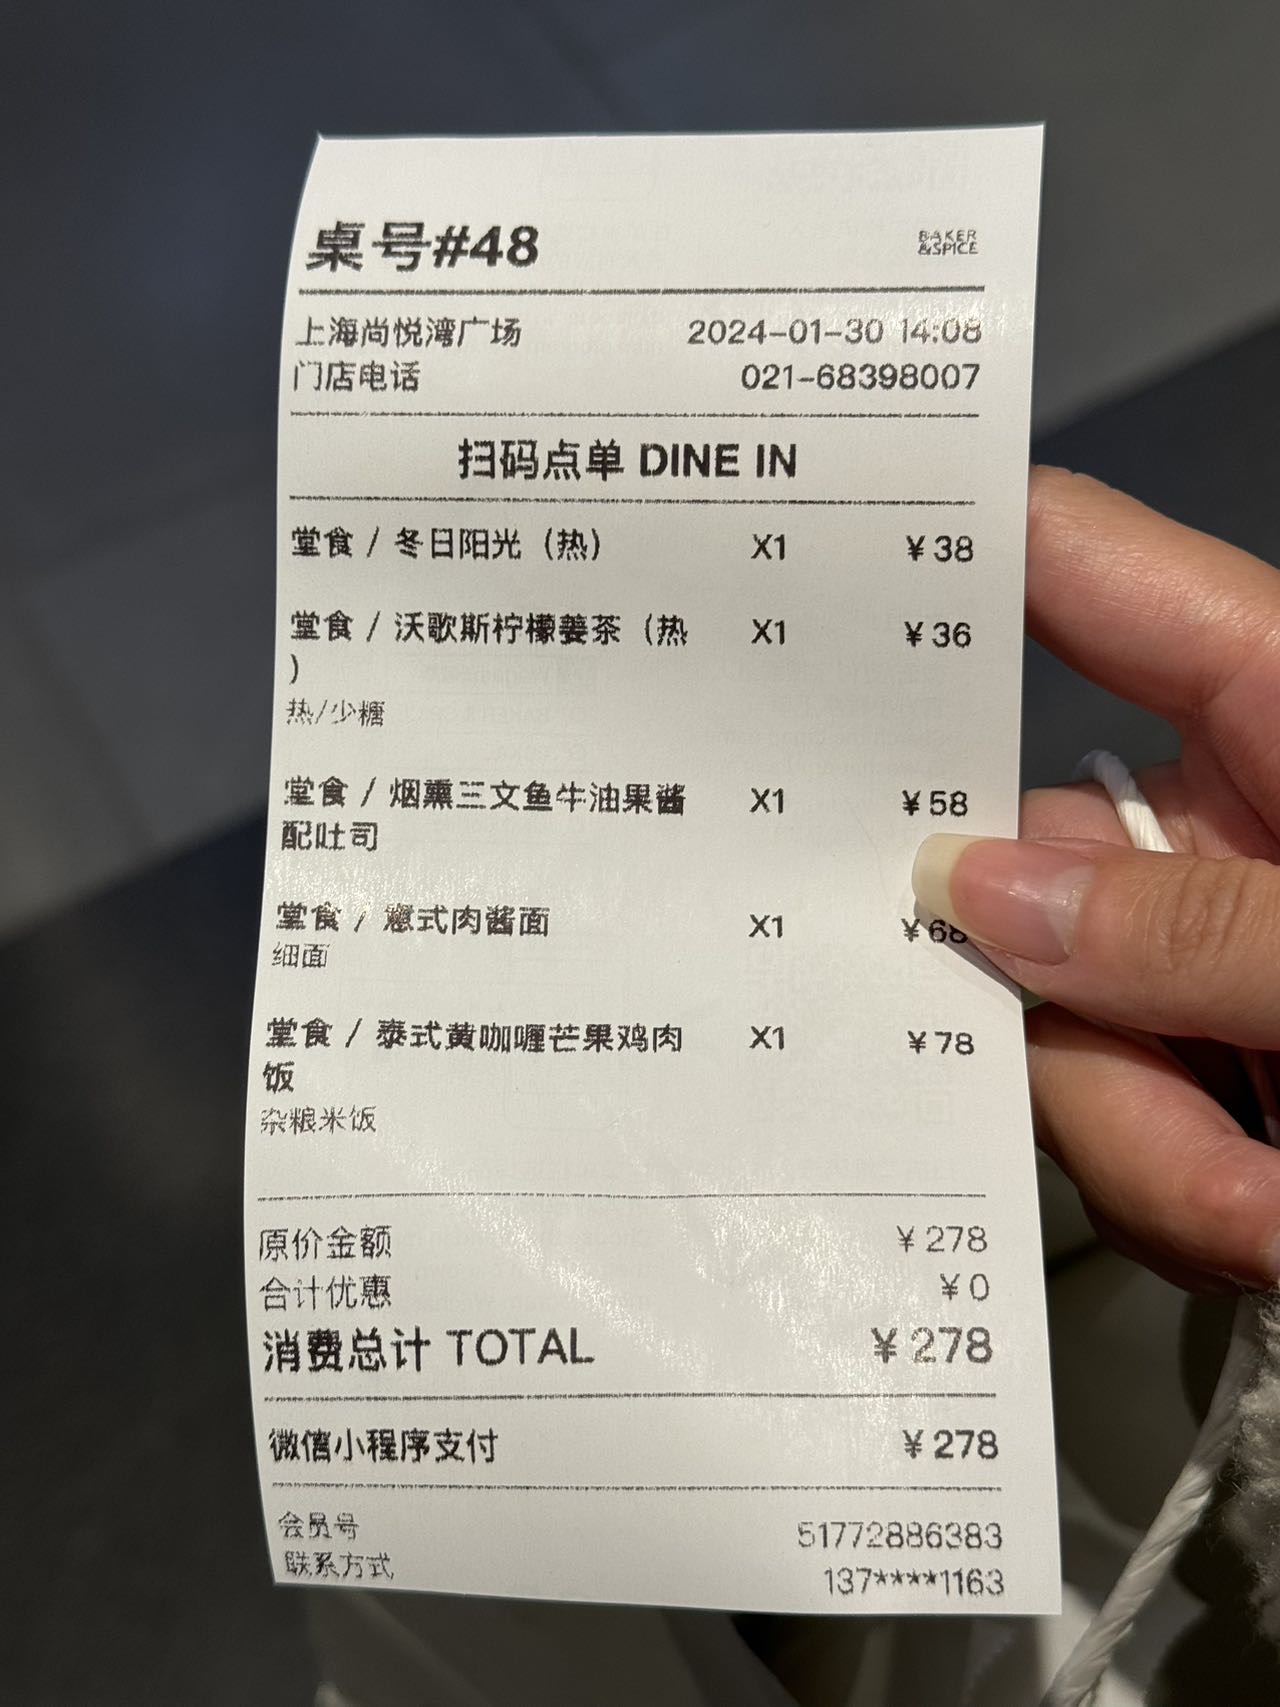 桌号#48
BAKER
&SPICE
上海尚悦湾广场 2024-01-30 14:08
门店电话 021-68398007
扫码点单 DINE IN
堂食 / 冬日阳光（热） X1 ¥38
堂食 / 沃歌斯柠檬姜茶（热 X1 ¥36
）
热/少糖
堂食 / 烟熏三文鱼牛油果酱 X1 ¥58
配吐司
堂食 / 意式肉酱面 X1 ¥68
细面
堂食 / 泰式黄咖喱芒果鸡肉 X1 ¥78
饭
杂粮米饭
原价金额 ¥278
合计优惠 ¥0
消费总计 TOTAL ¥278
微信小程序支付 ¥278
会员号 51772886383
联系方式 137****1163